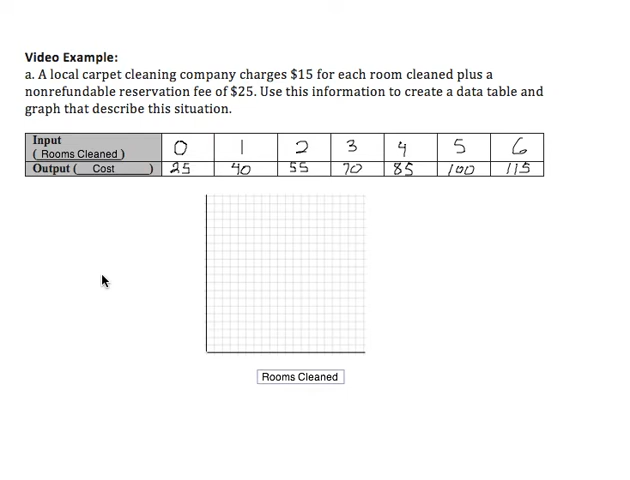 Video Example:
a. A local carpet cleaning company charges $15 for each room cleaned plus a
nonrefundable reservation fee of $25. Use this information to create a data table and
graph that describe this situation.
Input
( Rooms Cleaned ) 0 1 2 3 4 5 6
Output ( Cost ) 25 40 55 70 85 100 115
Rooms Cleaned